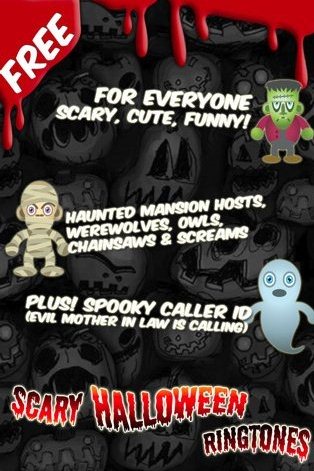 FREE
FOR EVERYONE
SCARY, CUTE, FUNNY!
HAUNTED MANSION HOSTS,
WEREWOLVES, OWLS,
CHAINSAWS & SCREAMS
PLUS! SPOOKY CALLER ID
(EVIL MOTHER IN LAW IS CALLING)
SCARY HALLOWEEN
RINGTONES